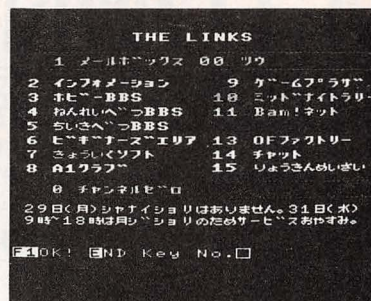 THE LINKS
1 メールボックス 00 ツウ
2 インフォメーション 9 ゲームプラザ
3 ホビーBBS 10 ミッドナイトラリー
4 ねんれいべつBBS 11 Bam!ネット
5 ちいきべつBBS
6 ビギナーズエリア 13 OFファクトリー
7 きょういくソフト 14 チャット
8 A1クラブ 15 りょうきんめいさい
0 チャンネルゼロ
29日(月)シャナイショリはありません。31日(水)
9時~18時は月ジショリのためサービスおやすみ。
F1OK! END Key No.